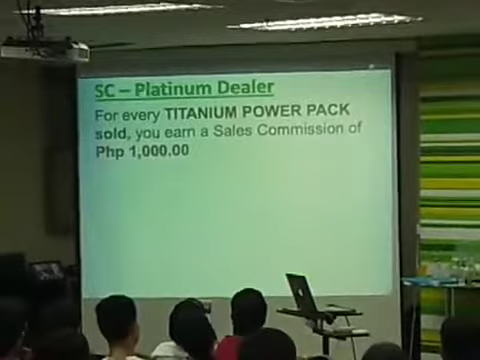 SC – Platinum Dealer
For every TITANIUM POWER PACK
sold, you earn a Sales Commission of
Php 1,000.00